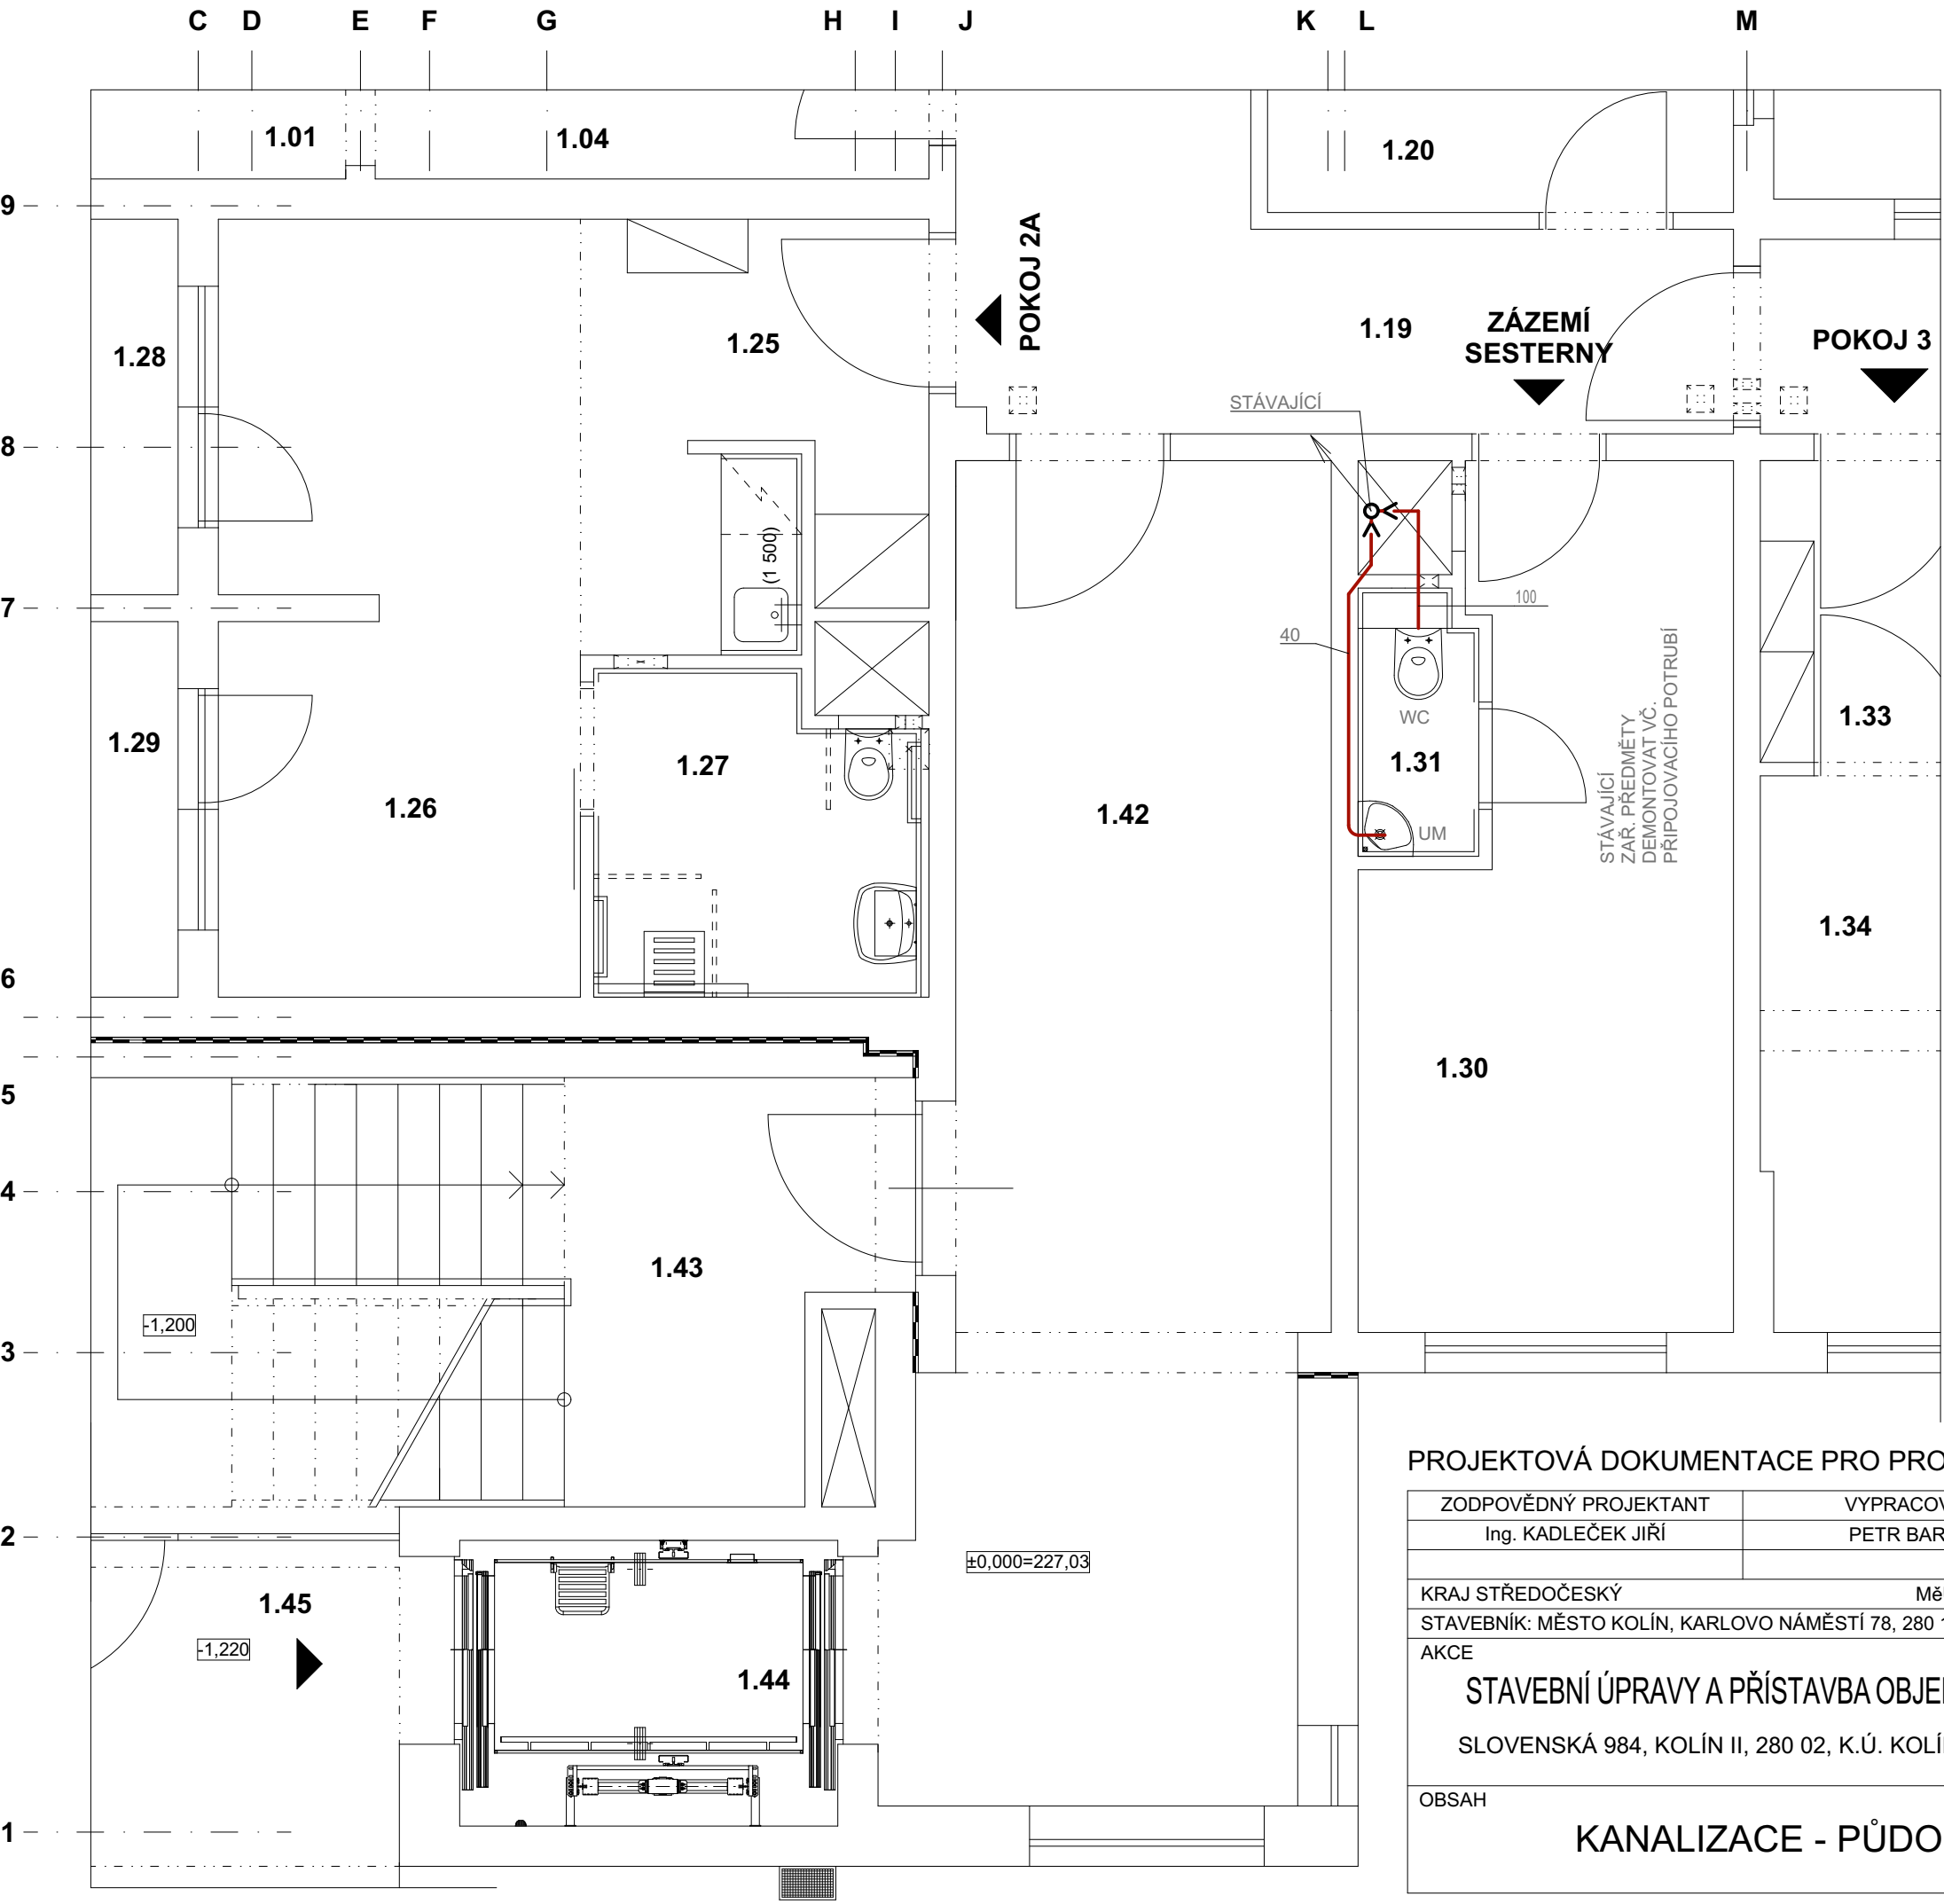 C D E F G H I J K L M
1.01
1.04
1.20
9
POKOJ 2A
1.28
1.25
1.19
ZÁZEMÍ
SESTERNY
POKOJ 3
STÁVAJÍCÍ
8
(1 500)
7
100
40
WC
1.31
UM
STÁVAJÍCÍ
ZAŘ. PŘEDMĚTY
DEMONTOVAT VČ.
PŘIPOJOVACÍHO POTRUBÍ
1.33
1.29
1.27
1.26
1.42
1.34
6
1.30
5
4
1.43
-1,200
3
2
±0,000=227,03
1.45
-1,220
1.44
1
PROJEKTOVÁ DOKUMENTACE PRO PRO
ZODPOVĚDNÝ PROJEKTANT VYPRACOV
Ing. KADLEČEK JIŘÍ PETR BAR
KRAJ STŘEDOČESKÝ Mě
STAVEBNÍK: MĚSTO KOLÍN, KARLOVO NÁMĚSTÍ 78, 280 1
AKCE
STAVEBNÍ ÚPRAVY A PŘÍSTAVBA OBJE
SLOVENSKÁ 984, KOLÍN II, 280 02, K.Ú. KOLÍ
OBSAH
KANALIZACE - PŮDO